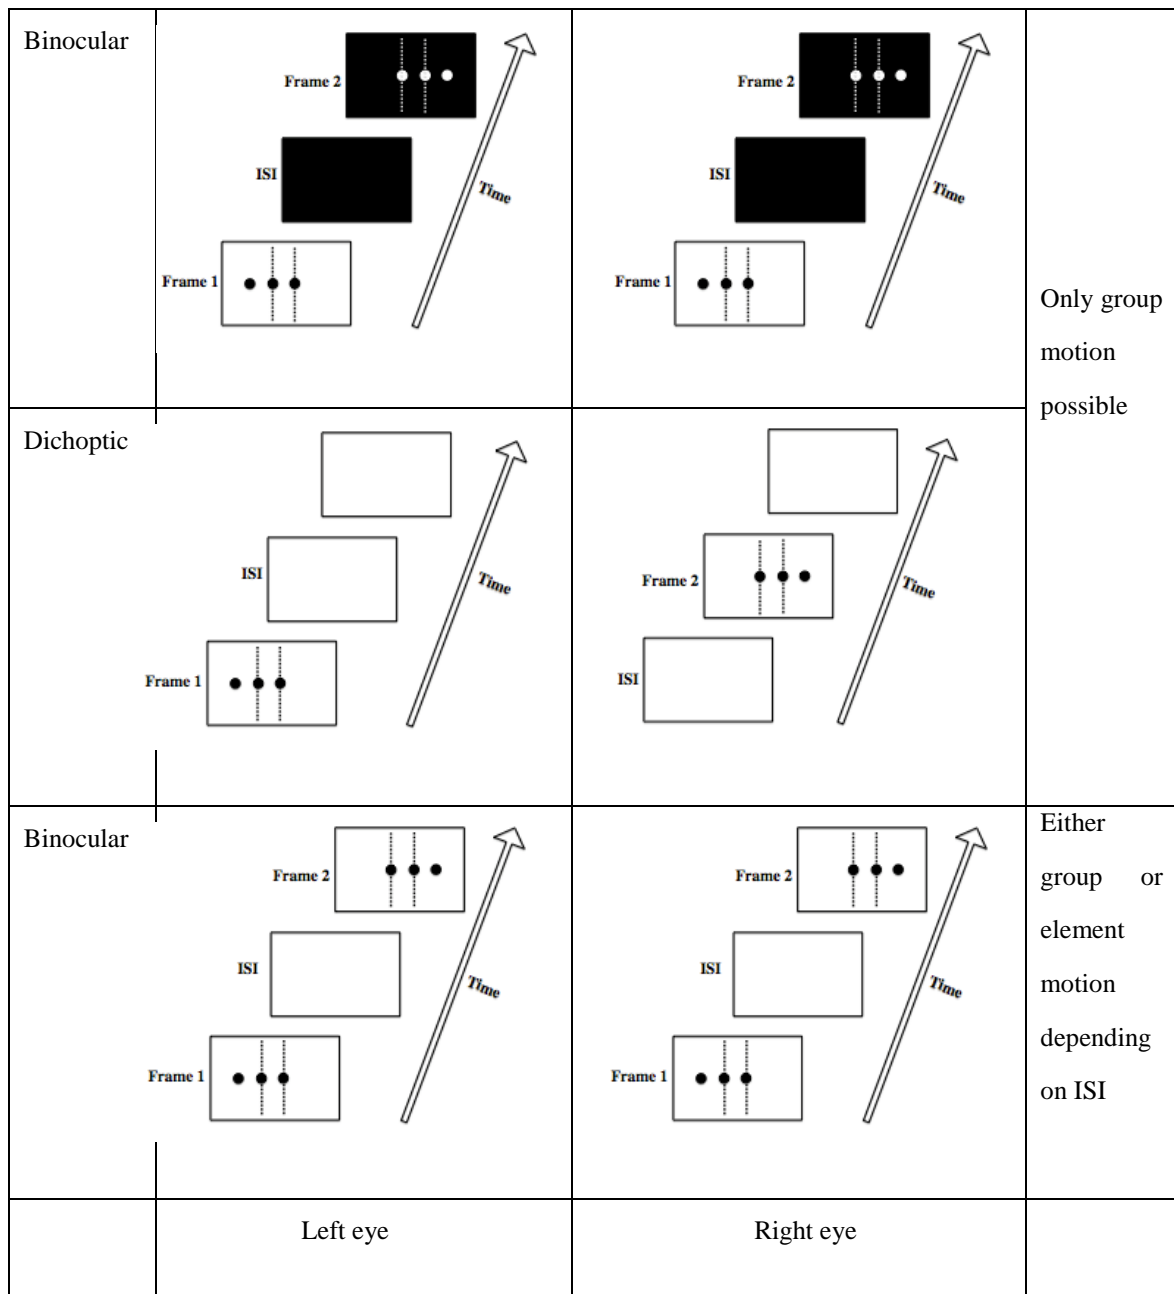 Binocular
Frame 2
ISI
Time
Frame 1
Frame 2
ISI
Time
Frame 1
Only group
motion
possible
Dichoptic
ISI
Time
Frame 1
Frame 2
Time
ISI
Binocular
Frame 2
ISI
Time
Frame 1
Frame 2
ISI
Time
Frame 1
Either
group or
element
motion
depending
on ISI
Left eye
Right eye